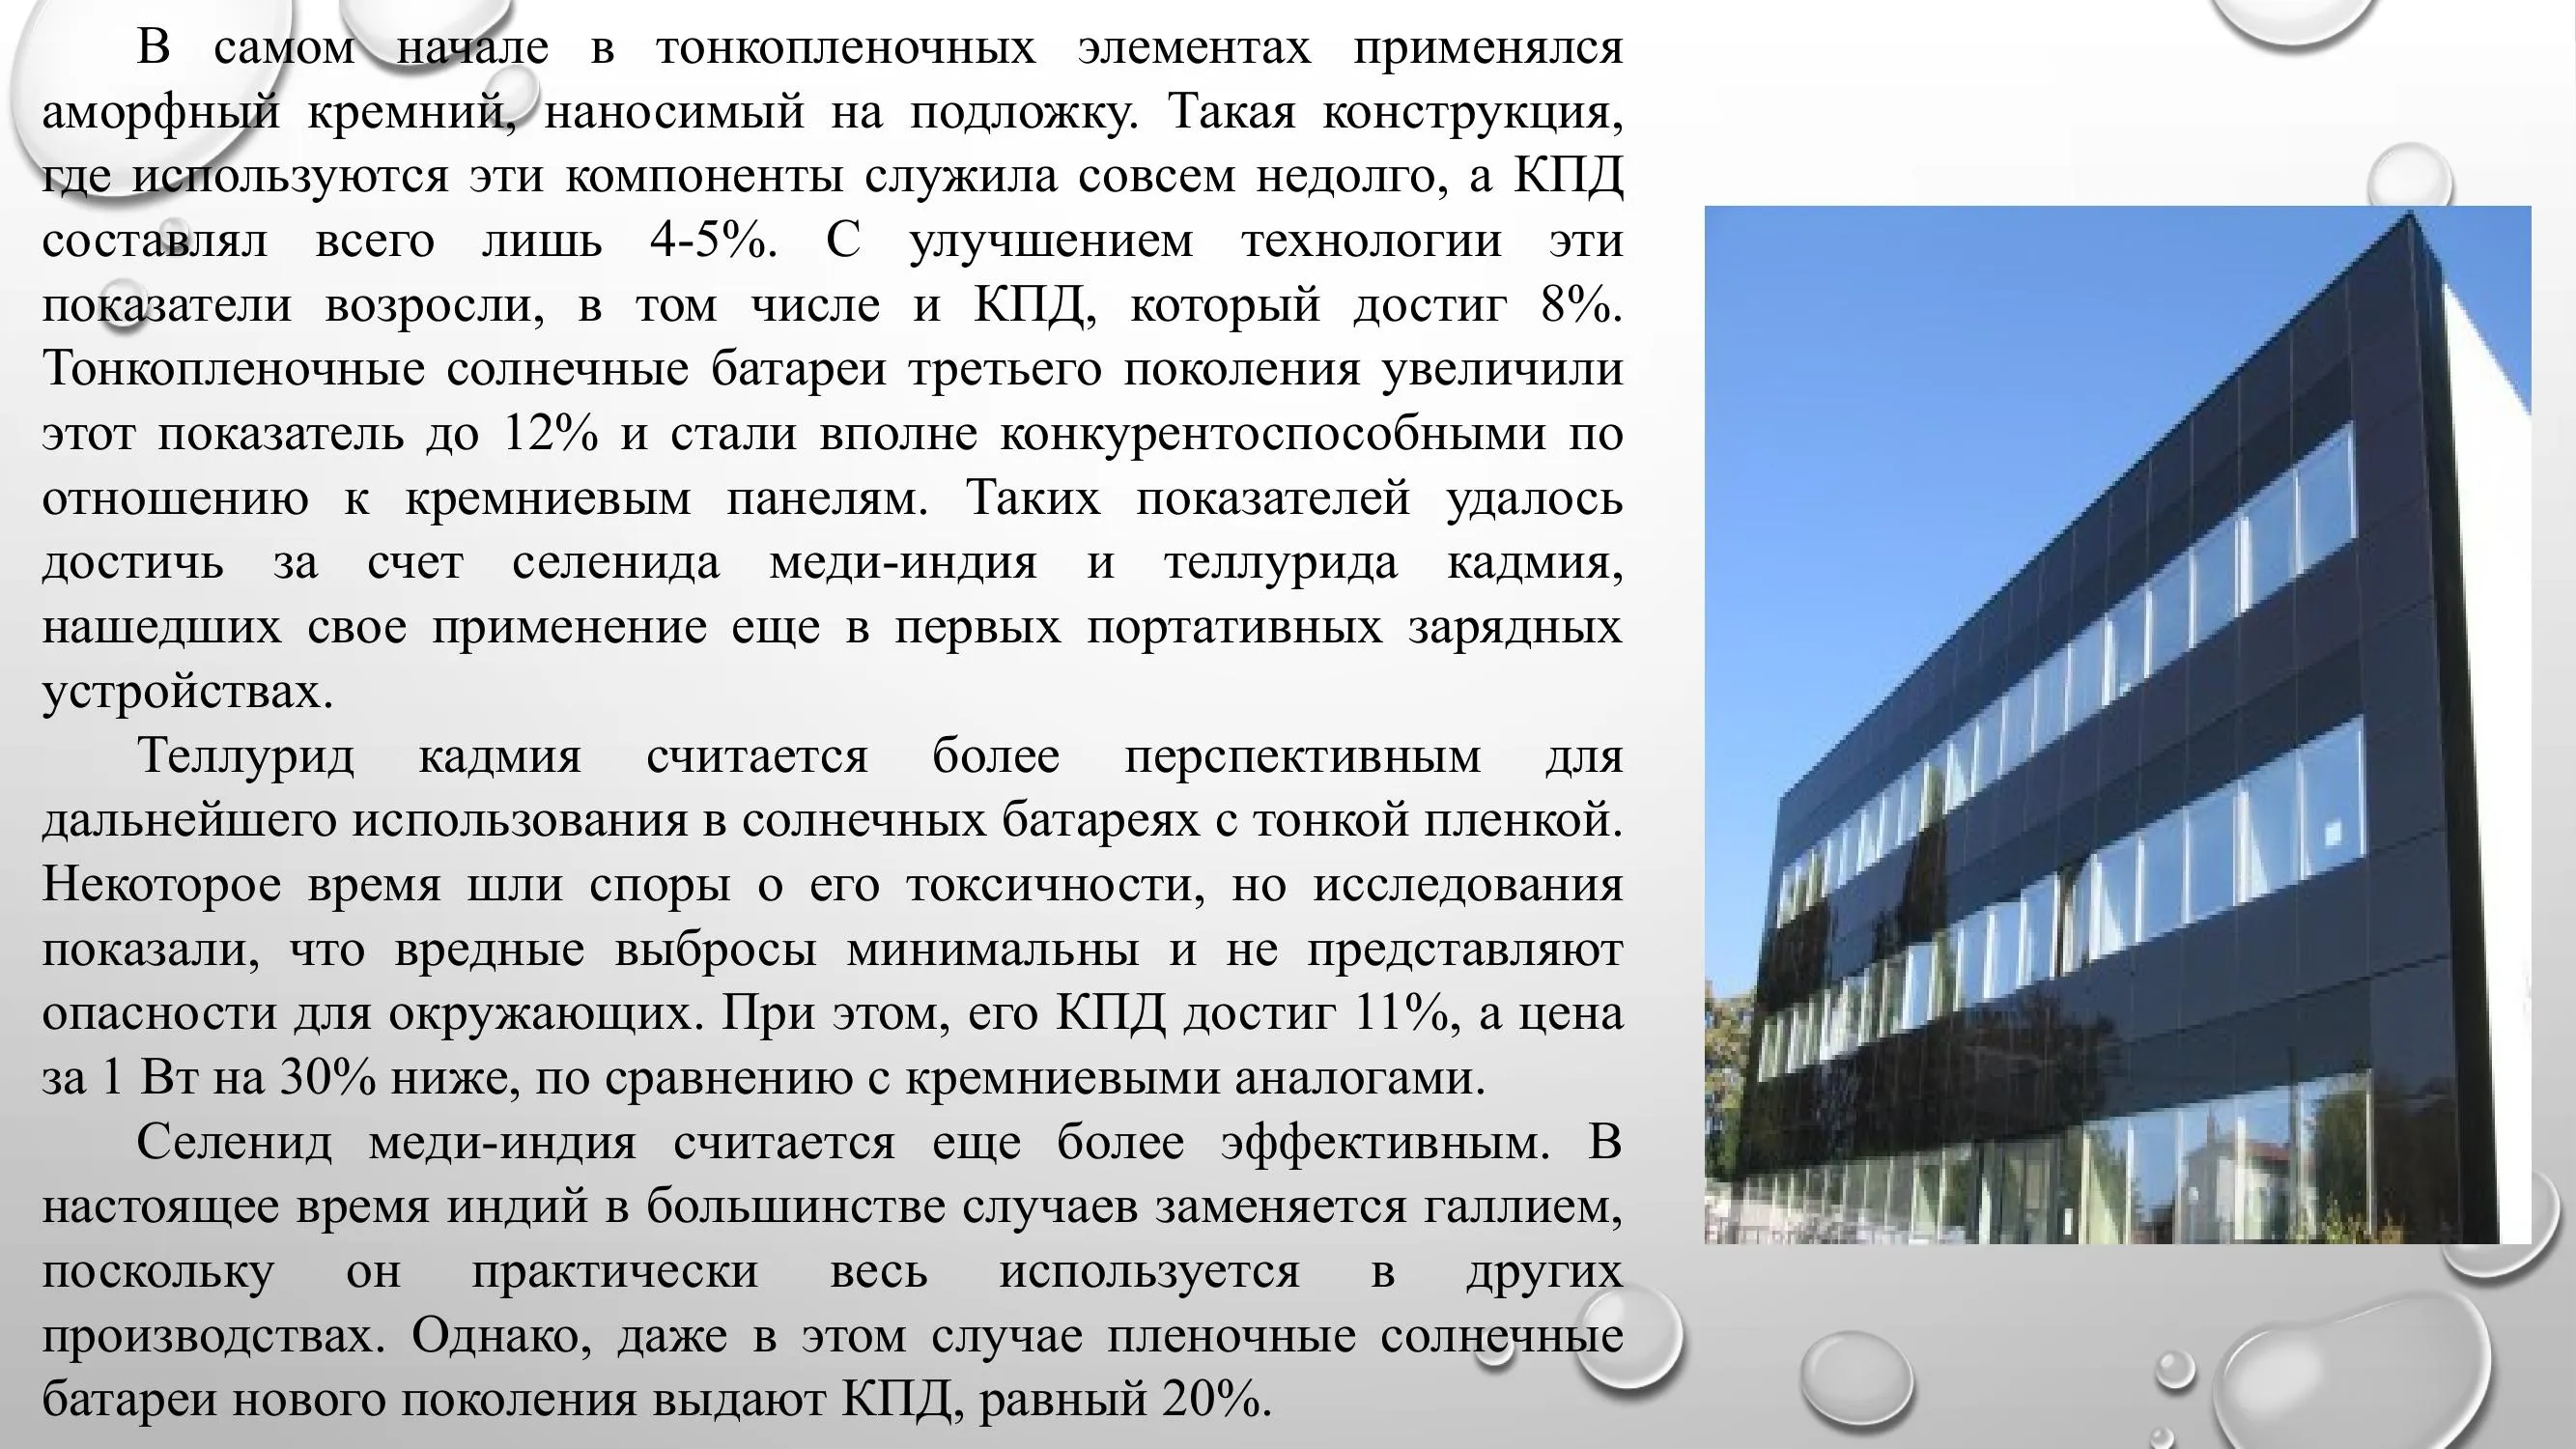 В самом начале в тонкопленочных элементах применялся
аморфный кремний, наносимый на подложку. Такая конструкция,
где используются эти компоненты служила совсем недолго, а КПД
составлял всего лишь 4-5%. С улучшением технологии эти
показатели возросли, в том числе и КПД, который достиг 8%.
Тонкопленочные солнечные батареи третьего поколения увеличили
этот показатель до 12% и стали вполне конкурентоспособными по
отношению к кремниевым панелям. Таких показателей удалось
достичь за счет селенида меди-индия и теллурида кадмия,
нашедших свое применение еще в первых портативных зарядных
устройствах.
Теллурид кадмия считается более перспективным для
дальнейшего использования в солнечных батареях с тонкой пленкой.
Некоторое время шли споры о его токсичности, но исследования
показали, что вредные выбросы минимальны и не представляют
опасности для окружающих. При этом, его КПД достиг 11%, а цена
за 1 Вт на 30% ниже, по сравнению с кремниевыми аналогами.
Селенид меди-индия считается еще более эффективным. В
настоящее время индий в большинстве случаев заменяется галлием,
поскольку он практически весь используется в других
производствах. Однако, даже в этом случае пленочные солнечные
батареи нового поколения выдают КПД, равный 20%.